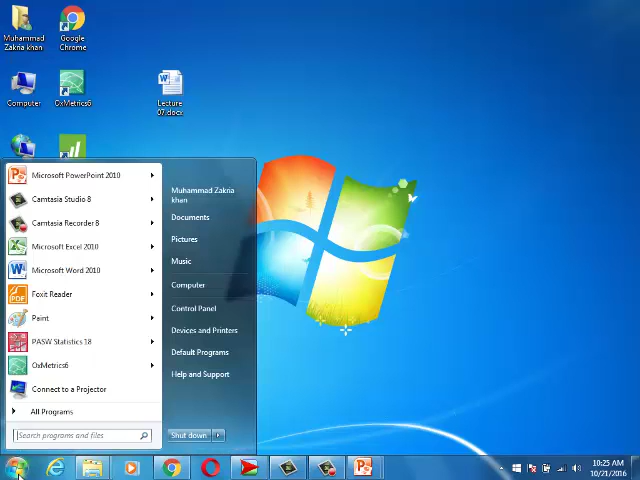 Muhammad
Zakria khan
Google
Chrome
Computer
OxMetrics6
Lecture
07.docx
Microsoft PowerPoint 2010
Camtasia Studio 8
Camtasia Recorder 8
Microsoft Excel 2010
Microsoft Word 2010
Foxit Reader
Paint
PASW Statistics 18
OxMetrics6
Connect to a Projector
All Programs
Search programs and files
Muhammad Zakria
khan
Documents
Pictures
Music
Computer
Control Panel
Devices and Printers
Default Programs
Help and Support
Shut down
10:25 AM
10/21/2016